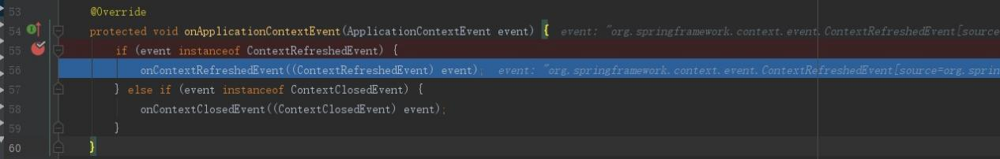 53 @Override
54 protected void onApplicationContextEvent(ApplicationContextEvent event) { event: "org.springframework.context.event.ContextRefreshedEvent[source
55 if (event instanceof ContextRefreshedEvent) {
56 onContextRefreshedEvent((ContextRefreshedEvent) event); event: "org.springframework.context.event.ContextRefreshedEvent[source=org.sprin
57 } else if (event instanceof ContextClosedEvent) {
58 onContextClosedEvent((ContextClosedEvent) event);
59 }
60 }